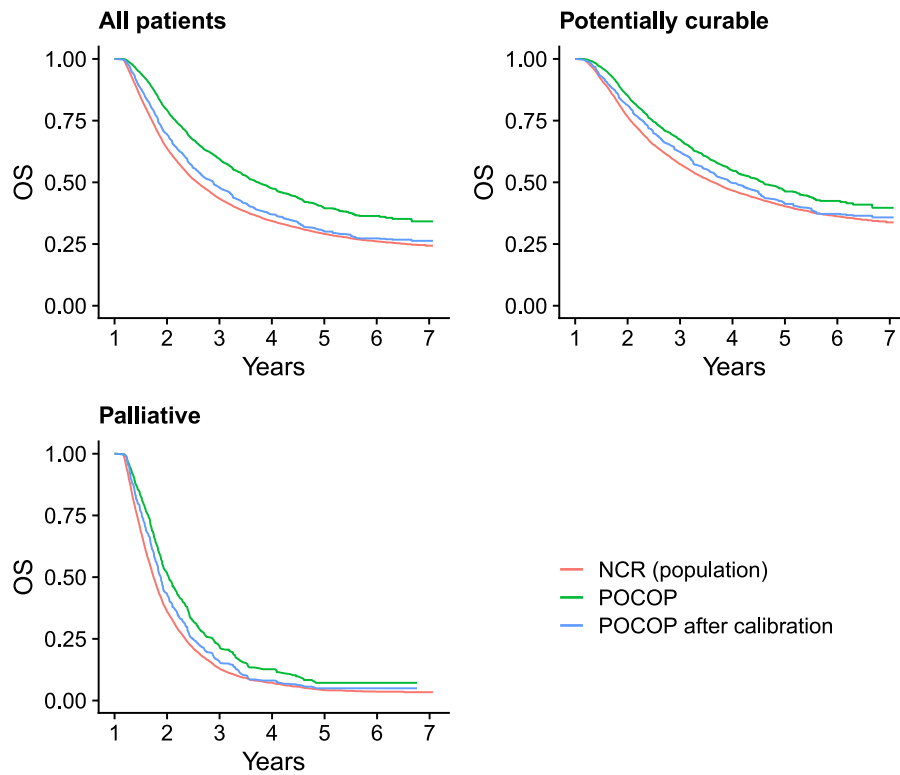 All patients
1.00
0.75
0.50
0.25
0.00
OS
1 2 3 4 5 6 7
Years
Potentially curable
1.00
0.75
0.50
0.25
0.00
OS
1 2 3 4 5 6 7
Years
Palliative
1.00
0.75
0.50
0.25
0.00
OS
1 2 3 4 5 6 7
Years
NCR (population)
POCOP
POCOP after calibration